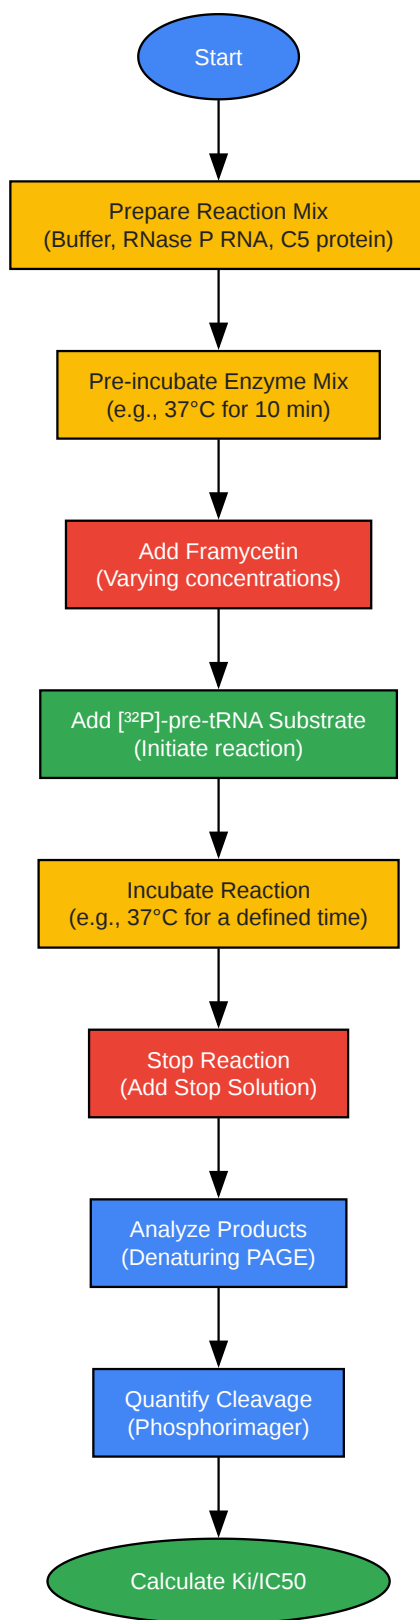 Start
Prepare Reaction Mix
(Buffer, RNase P RNA, C5 protein)
Pre-incubate Enzyme Mix
(e.g., 37°C for 10 min)
Add Framycetin
(Varying concentrations)
Add [³²P]-pre-tRNA Substrate
(Initiate reaction)
Incubate Reaction
(e.g., 37°C for a defined time)
Stop Reaction
(Add Stop Solution)
Analyze Products
(Denaturing PAGE)
Quantify Cleavage
(Phosphorimager)
Calculate Ki/IC50